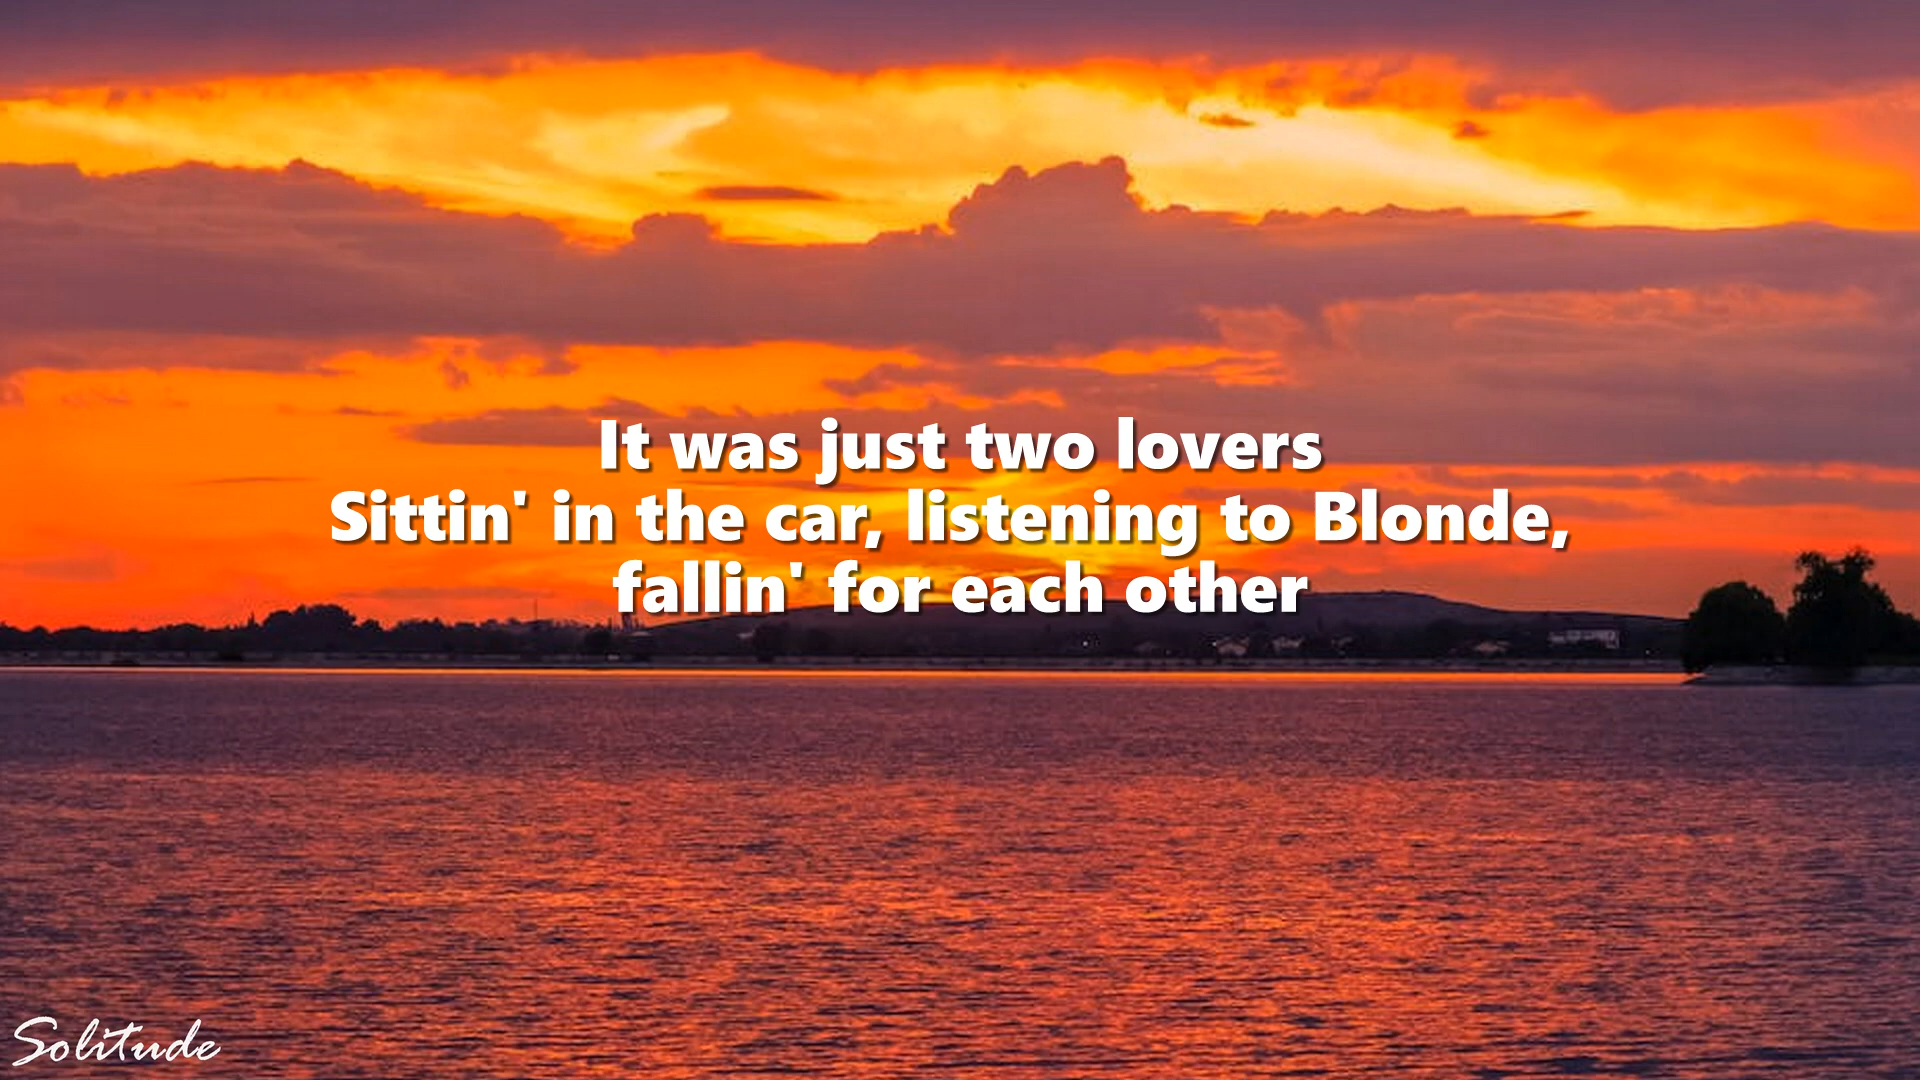 It was just two lovers
Sittin' in the car, listening to Blonde,
fallin' for each other
Solitude